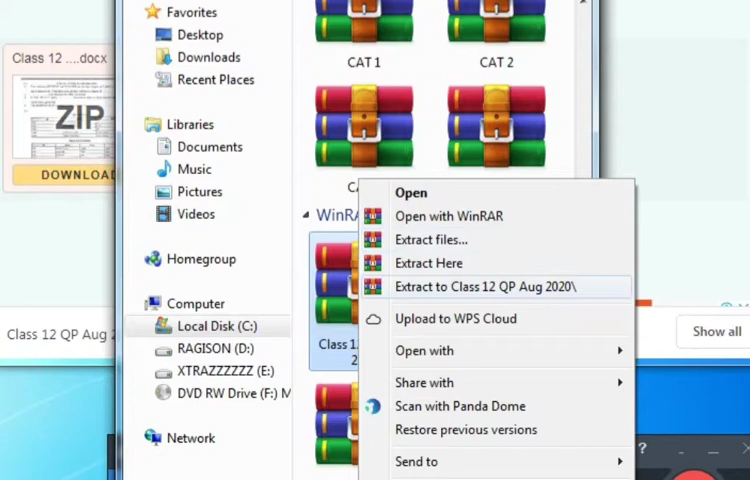 Favorites
Desktop
Downloads
Recent Places
Libraries
Documents
Music
Pictures
Videos
Homegroup
Computer
Local Disk (C:)
RAGISON (D:)
XTRAZZZZZZ (E:)
DVD RW Drive (F:) M
Network
Class 12 ....docx
ZIP
DOWNLOAD
Class 12 QP Aug 2
CAT 1
CAT 2
CA
WinRA
Class 1
2
Open
Open with WinRAR
Extract files...
Extract Here
Extract to Class 12 QP Aug 2020\
Upload to WPS Cloud
Open with
Share with
Scan with Panda Dome
Restore previous versions
Send to
Show all
?